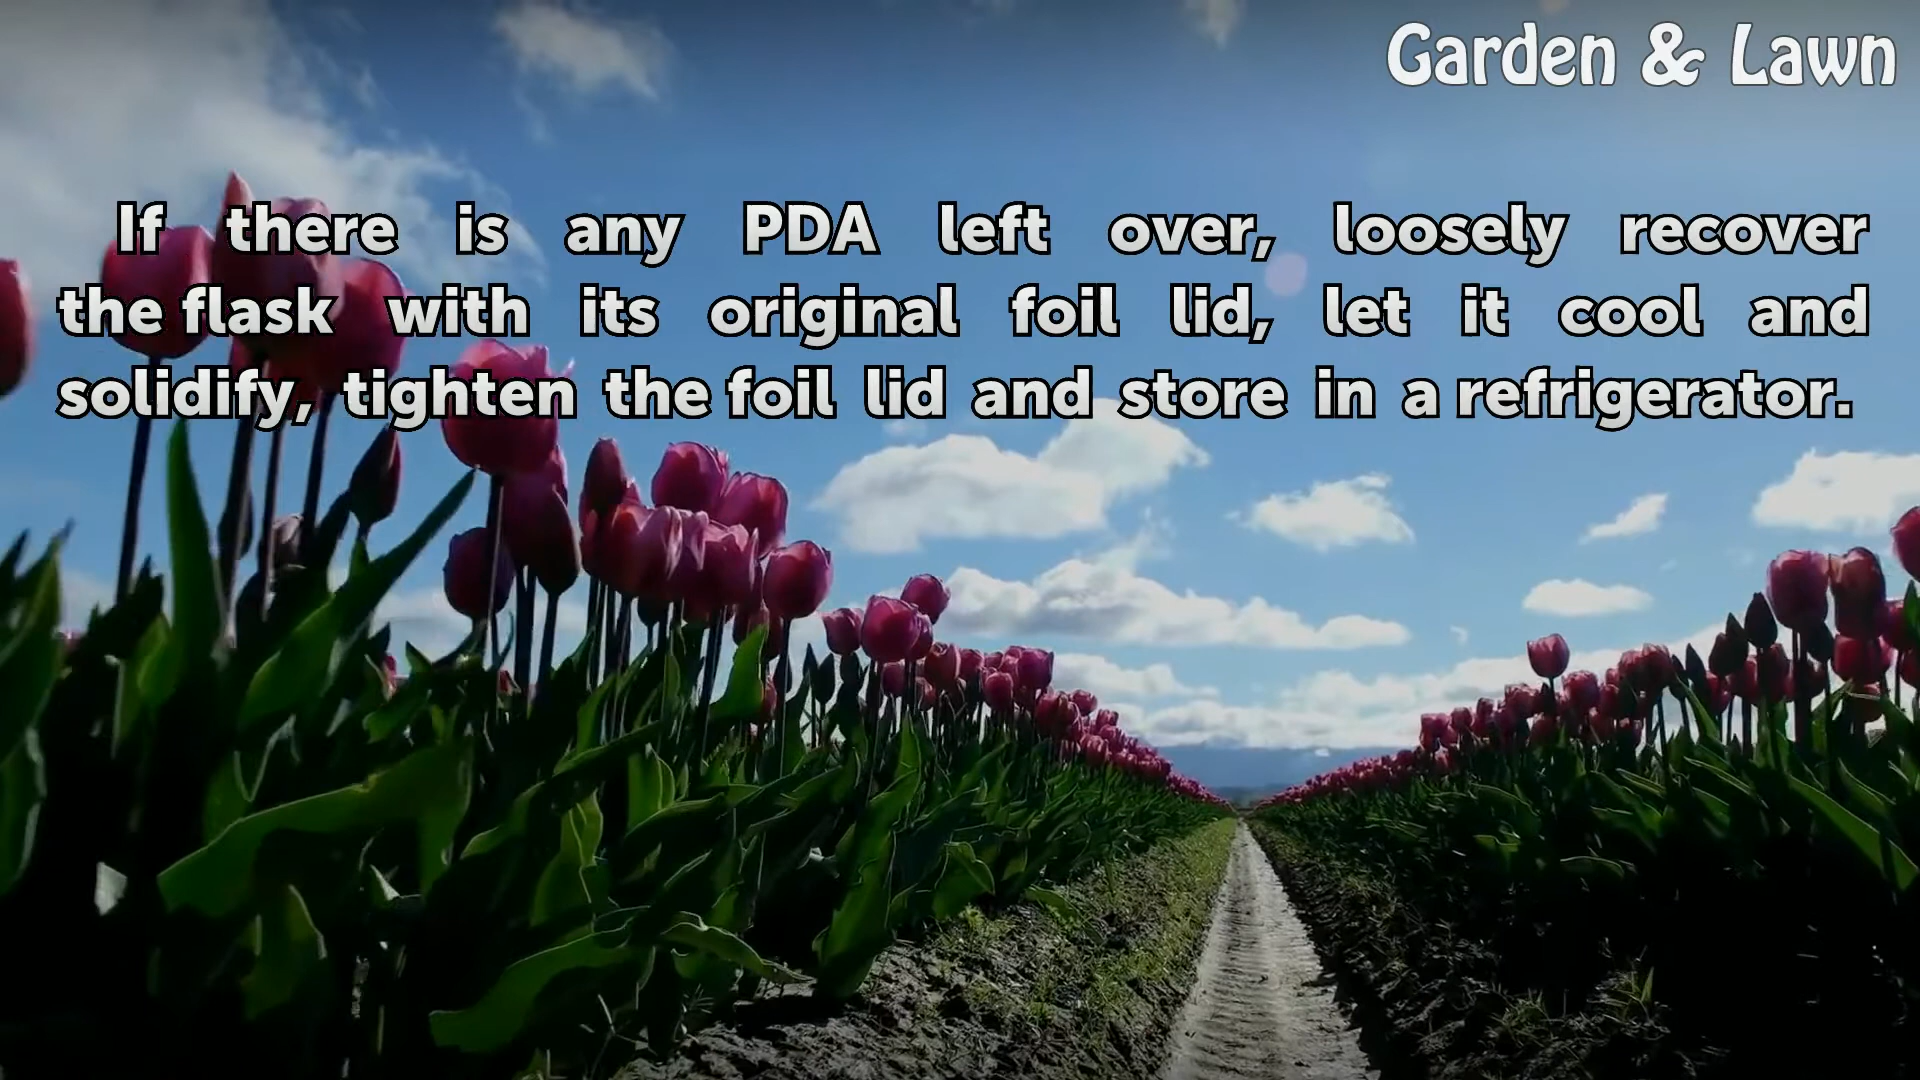 Garden & Lawn
If there is any PDA left over, loosely recover
the flask with its original foil lid, let it cool and
solidify, tighten the foil lid and store in a refrigerator.